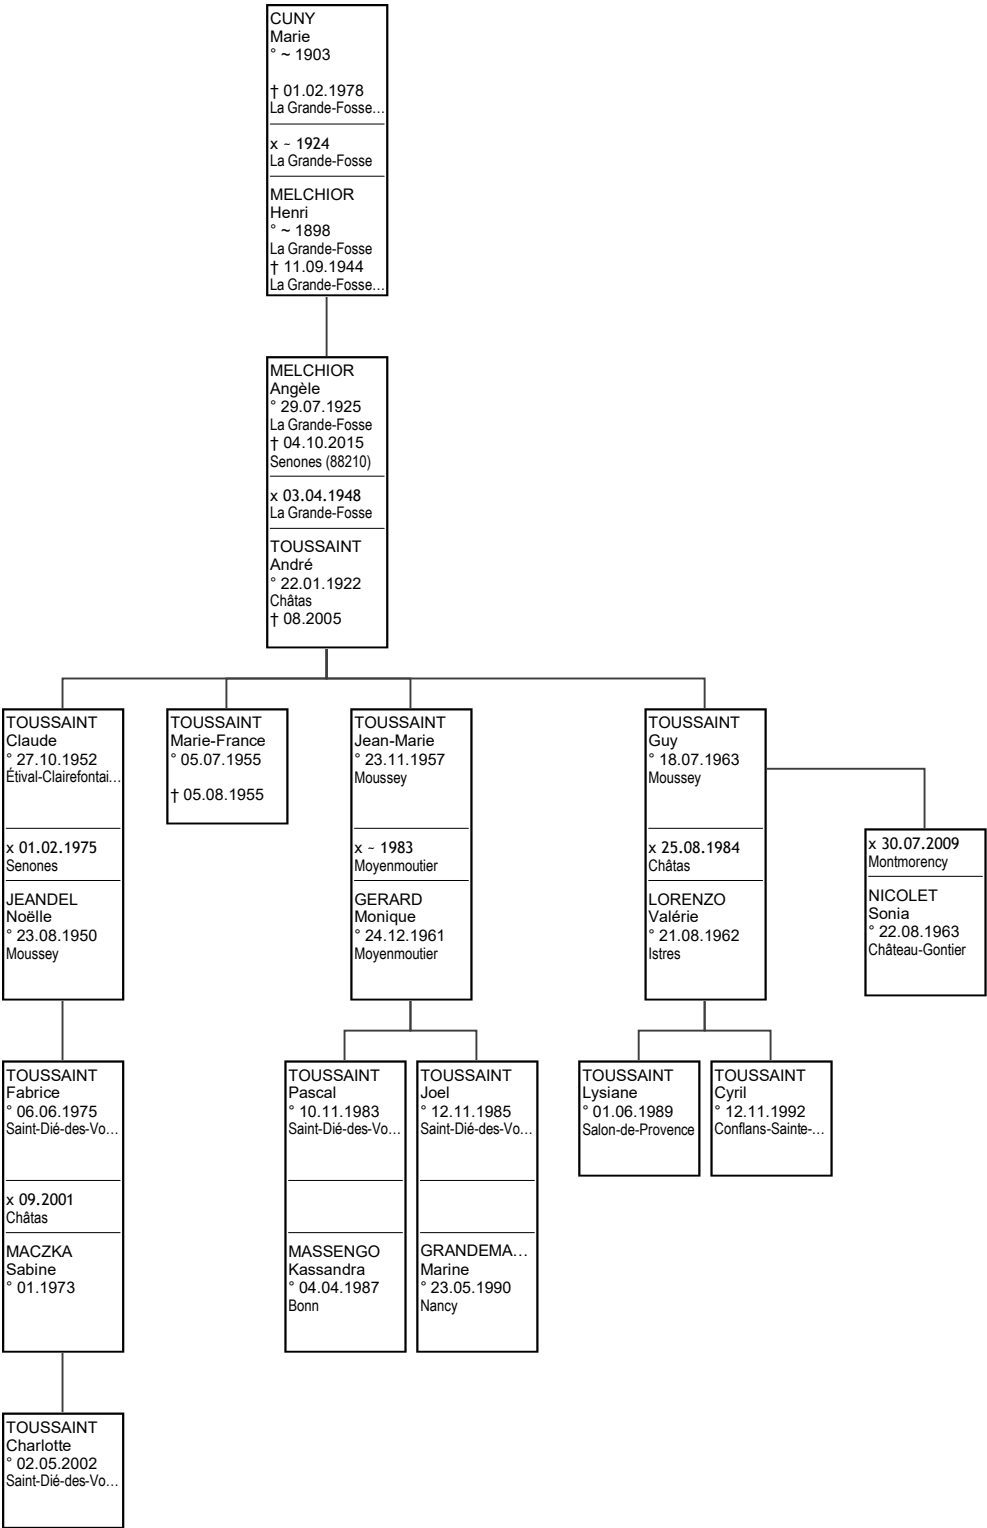 CUNY
Marie
° ~ 1903
† 01.02.1978
La Grande-Fosse...
x ~ 1924
La Grande-Fosse
MELCHIOR
Henri
° ~ 1898
La Grande-Fosse
† 11.09.1944
La Grande-Fosse...
MELCHIOR
Angèle
° 29.07.1925
La Grande-Fosse
† 04.10.2015
Senones (88210)
x 03.04.1948
La Grande-Fosse
TOUSSAINT
André
° 22.01.1922
Châtas
† 08.2005
TOUSSAINT
Claude
° 27.10.1952
Étival-Clairefontai...
x 01.02.1975
Senones
JEANDEL
Noëlle
° 23.08.1950
Moussey
TOUSSAINT
Marie-France
° 05.07.1955
† 05.08.1955
TOUSSAINT
Jean-Marie
° 23.11.1957
Moussey
x ~ 1983
Moyenmoutier
GERARD
Monique
° 24.12.1961
Moyenmoutier
TOUSSAINT
Guy
° 18.07.1963
Moussey
x 25.08.1984
Châtas
LORENZO
Valérie
° 21.08.1962
Istres
x 30.07.2009
Montmorency
NICOLET
Sonia
° 22.08.1963
Château-Gontier
TOUSSAINT
Fabrice
° 06.06.1975
Saint-Dié-des-Vo...
x 09.2001
Châtas
MACZKA
Sabine
° 01.1973
TOUSSAINT
Pascal
° 10.11.1983
Saint-Dié-des-Vo...
MASSENGO
Kassandra
° 04.04.1987
Bonn
TOUSSAINT
Joel
° 12.11.1985
Saint-Dié-des-Vo...
GRANDEMA...
Marine
° 23.05.1990
Nancy
TOUSSAINT
Lysiane
° 01.06.1989
Salon-de-Provence
TOUSSAINT
Cyril
° 12.11.1992
Conflans-Sainte-...
TOUSSAINT
Charlotte
° 02.05.2002
Saint-Dié-des-Vo...